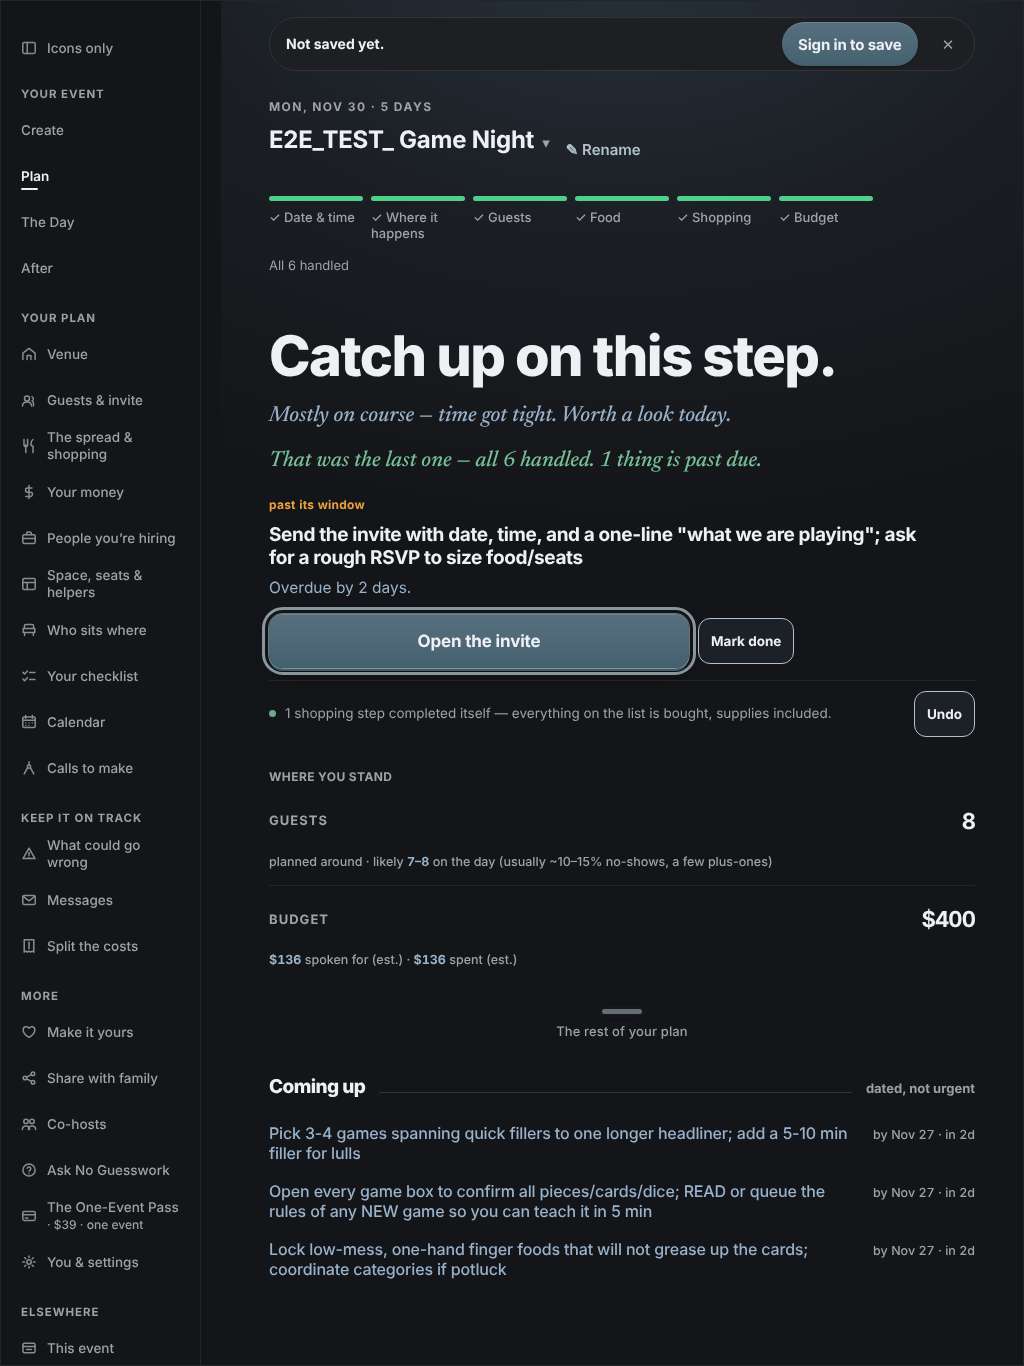 Icons only
YOUR EVENT
Create
Plan
The Day
After
YOUR PLAN
Venue
Guests & invite
The spread &
shopping
Your money
People you're hiring
Space, seats &
helpers
Who sits where
Your checklist
Calendar
Calls to make
KEEP IT ON TRACK
What could go
wrong
Messages
Split the costs
MORE
Make it yours
Share with family
Co-hosts
Ask No Guesswork
The One-Event Pass
· $39 · one event
You & settings
ELSEWHERE
This event
Not saved yet.
Sign in to save ×
MON, NOV 30 · 5 DAYS
E2E_TEST_ Game Night ▾ ✎ Rename
✓ Date & time
✓ Where it
happens
✓ Guests
✓ Food
✓ Shopping
✓ Budget
All 6 handled
Catch up on this step.
Mostly on course — time got tight. Worth a look today.
That was the last one — all 6 handled. 1 thing is past due.
past its window
Send the invite with date, time, and a one-line "what we are playing"; ask
for a rough RSVP to size food/seats
Overdue by 2 days.
Open the invite
Mark done
1 shopping step completed itself — everything on the list is bought, supplies included.
Undo
WHERE YOU STAND
GUESTS 8
planned around · likely 7–8 on the day (usually ~10–15% no-shows, a few plus-ones)
BUDGET $400
$136 spoken for (est.) · $136 spent (est.)
The rest of your plan
Coming up dated, not urgent
Pick 3-4 games spanning quick fillers to one longer headliner; add a 5-10 min
filler for lulls
by Nov 27 · in 2d
Open every game box to confirm all pieces/cards/dice; READ or queue the
rules of any NEW game so you can teach it in 5 min
by Nov 27 · in 2d
Lock low-mess, one-hand finger foods that will not grease up the cards;
coordinate categories if potluck
by Nov 27 · in 2d